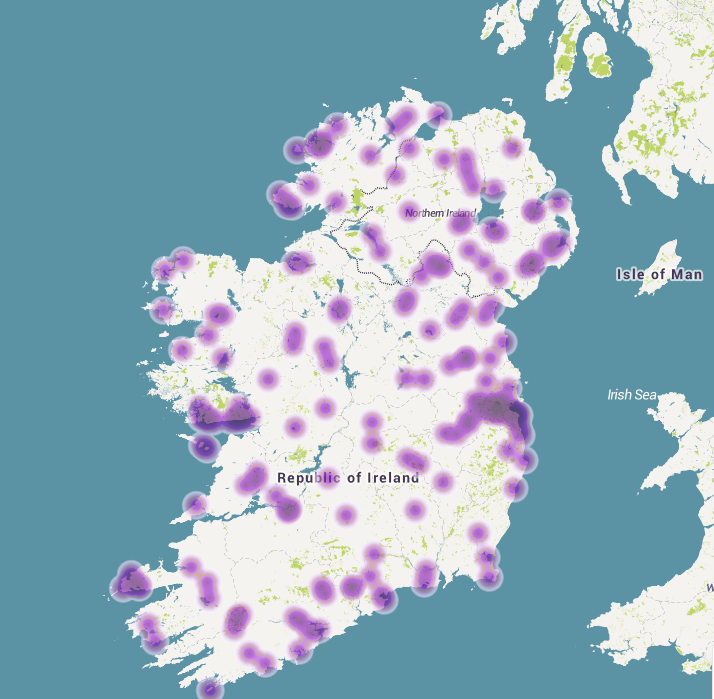 Northern Ireland
Isle of Man
Irish Sea
Republic of Ireland
W